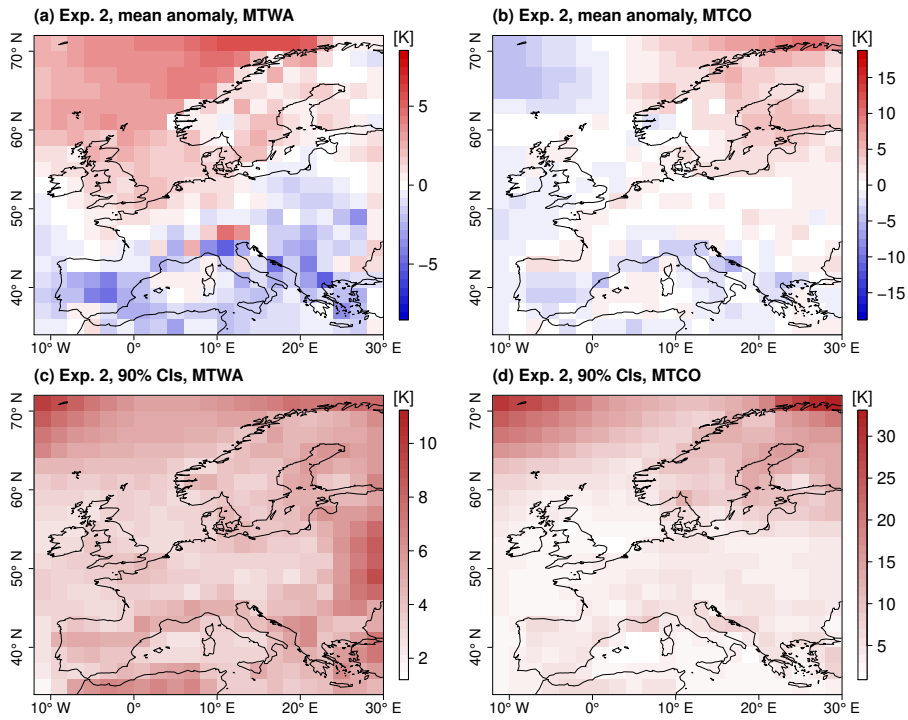 (a) Exp. 2, mean anomaly, MTWA
[K]
70° N
60° N
50° N
40° N
5
0
−5
10° W 0° 10° E 20° E 30° E
(b) Exp. 2, mean anomaly, MTCO
[K]
70° N
60° N
50° N
40° N
15
10
5
0
−5
−10
−15
10° W 0° 10° E 20° E 30° E
(c) Exp. 2, 90% CIs, MTWA
[K]
70° N
60° N
50° N
40° N
10
8
6
4
2
10° W 0° 10° E 20° E 30° E
(d) Exp. 2, 90% CIs, MTCO
[K]
70° N
60° N
50° N
40° N
30
25
20
15
10
5
10° W 0° 10° E 20° E 30° E